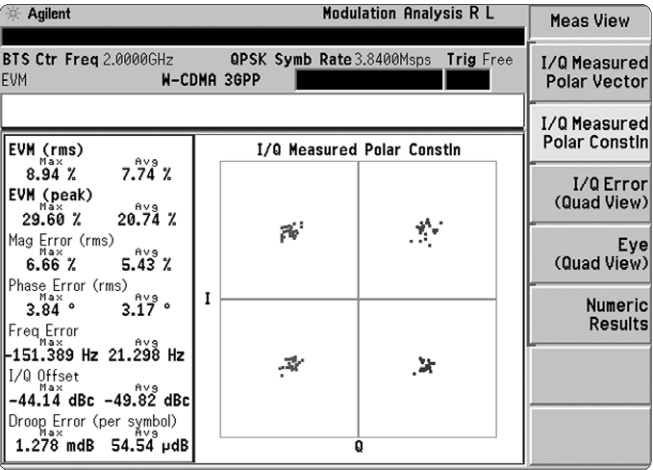 Agilent Modulation Analysis R L Meas View
BTS Ctr Freq 2.0000GHz QPSK Symb Rate 3.8400Msps Trig Free
EVM W-CDMA 3GPP
I/Q Measured
Polar Vector
I/Q Measured
Polar Constln
I/Q Error
(Quad View)
Eye
(Quad View)
Numeric
Results
EVM (rms)
Max Avg
8.94 % 7.74 %
EVM (peak)
Max Avg
29.60 % 20.74 %
Mag Error (rms)
Max Avg
6.66 % 5.43 %
Phase Error (rms)
Max Avg
3.84 ° 3.17 °
Freq Error
Max Avg
-151.389 Hz 21.298 Hz
I/Q Offset
Max Avg
-44.14 dBc -49.82 dBc
Droop Error (per symbol)
Max Avg
1.278 mdB 54.54 µdB
I/Q Measured Polar Constln
I
Q